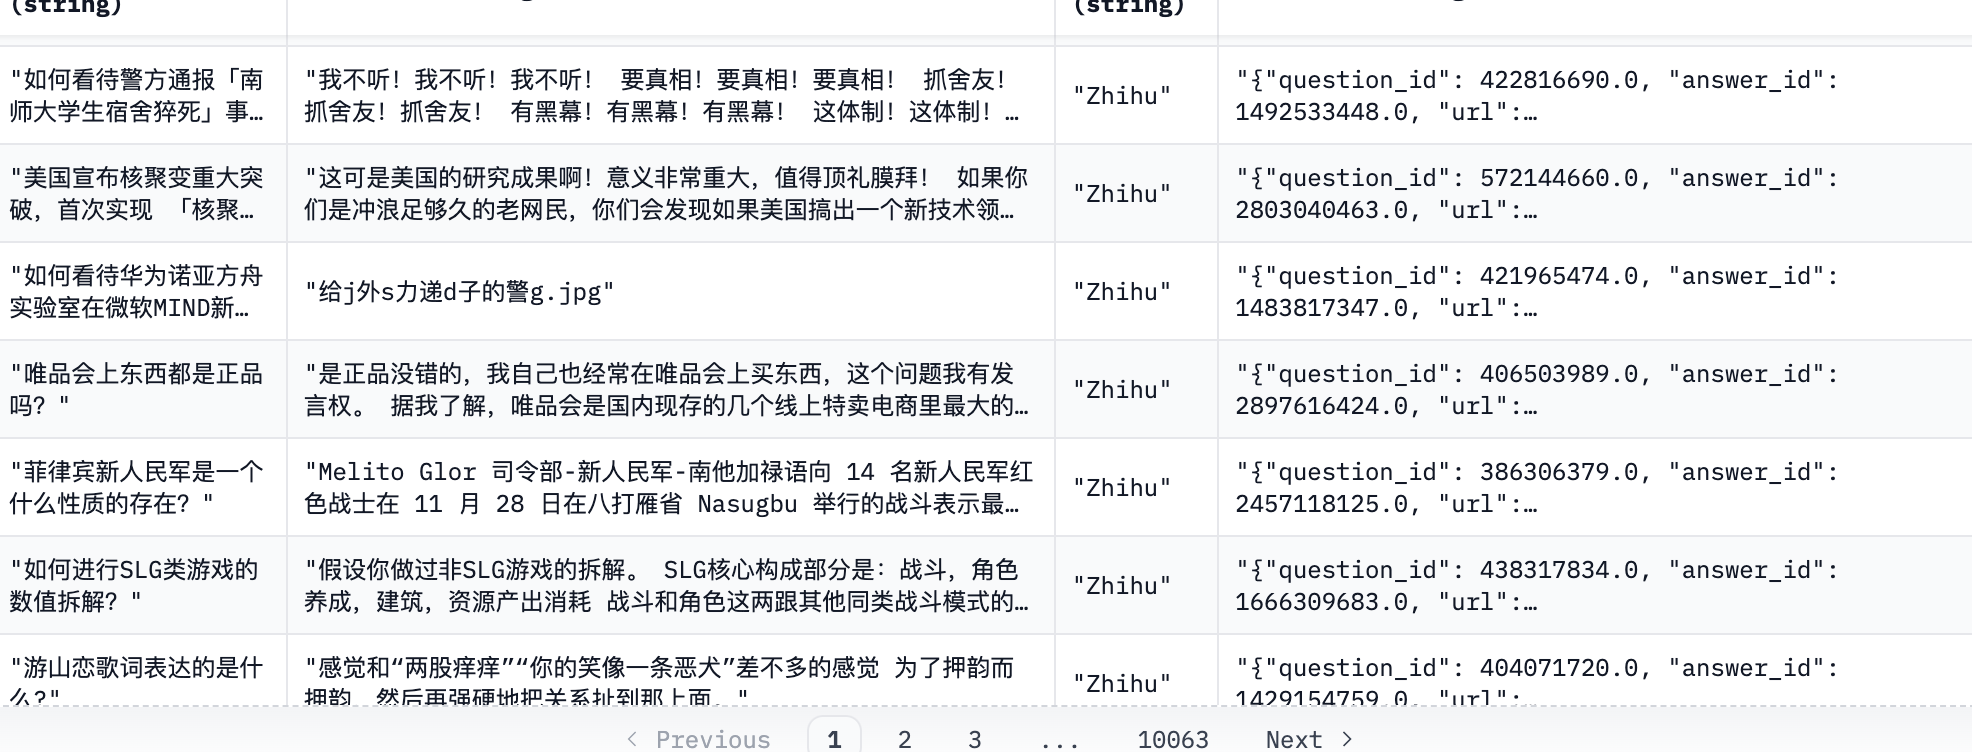 (string)
(string)
"如何看待警方通报「南
师大学生宿舍猝死」事…
"我不听！我不听！我不听！ 要真相！要真相！要真相！ 抓舍友！
抓舍友！抓舍友！ 有黑幕！有黑幕！有黑幕！ 这体制！这体制！…
"Zhihu"
"{"question_id": 422816690.0, "answer_id":
1492533448.0, "url":…
"美国宣布核聚变重大突
破，首次实现 「核聚…
"这可是美国的研究成果啊！意义非常重大，值得顶礼膜拜！ 如果你
们是冲浪足够久的老网民，你们会发现如果美国搞出一个新技术领…
"Zhihu"
"{"question_id": 572144660.0, "answer_id":
2803040463.0, "url":…
"如何看待华为诺亚方舟
实验室在微软MIND新…
"给j外s力递d子的警g.jpg"
"Zhihu"
"{"question_id": 421965474.0, "answer_id":
1483817347.0, "url":…
"唯品会上东西都是正品
吗？"
"是正品没错的，我自己也经常在唯品会上买东西，这个问题我有发
言权。 据我了解，唯品会是国内现存的几个线上特卖电商里最大的…
"Zhihu"
"{"question_id": 406503989.0, "answer_id":
2897616424.0, "url":…
"菲律宾新人民军是一个
什么性质的存在？"
"Melito Glor 司令部-新人民军-南他加禄语向 14 名新人民军红
色战士在 11 月 28 日在八打雁省 Nasugbu 举行的战斗表示最…
"Zhihu"
"{"question_id": 386306379.0, "answer_id":
2457118125.0, "url":…
"如何进行SLG类游戏的
数值拆解？"
"假设你做过非SLG游戏的拆解。 SLG核心构成部分是：战斗，角色
养成，建筑，资源产出消耗 战斗和角色这两跟其他同类战斗模式的…
"Zhihu"
"{"question_id": 438317834.0, "answer_id":
1666309683.0, "url":…
"游山恋歌词表达的是什
么?"
"感觉和“两股痒痒”“你的笑像一条恶犬”差不多的感觉 为了押韵而
押韵，然后再强硬地把关系扯到那上面。"
"Zhihu"
"{"question_id": 404071720.0, "answer_id":
1429154759.0, "url":…
Previous 1 2 3 ... 10063 Next